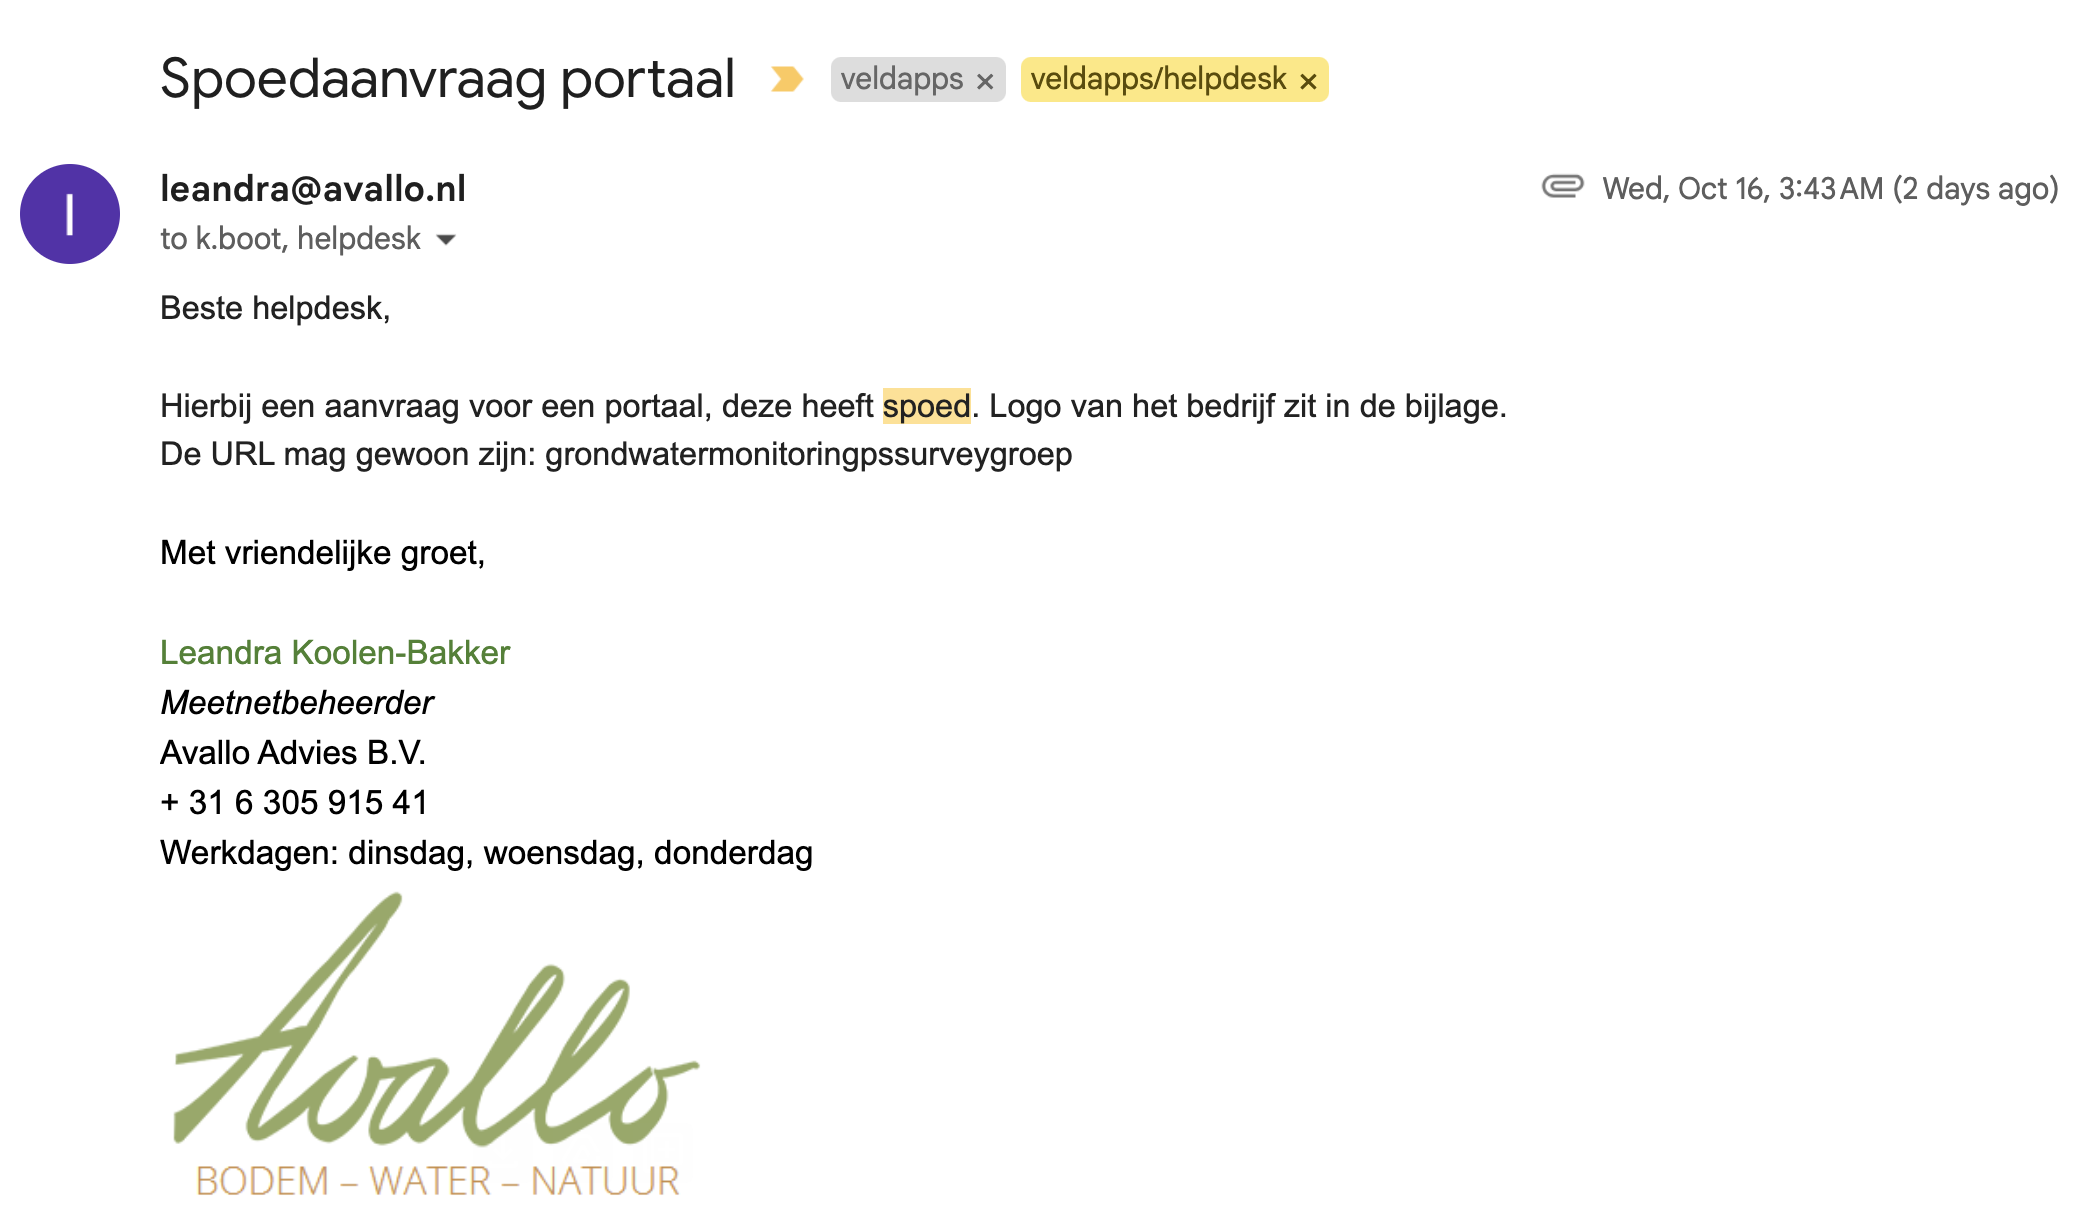 Spoedaanvraag portaal
veldapps × veldapps/helpdesk ×
l
leandra@avallo.nl
Wed, Oct 16, 3:43 AM (2 days ago)
to k.boot, helpdesk
Beste helpdesk,
Hierbij een aanvraag voor een portaal, deze heeft spoed. Logo van het bedrijf zit in de bijlage.
De URL mag gewoon zijn: grondwatermonitoringpssurveygroep
Met vriendelijke groet,
Leandra Koolen-Bakker
Meetnetbeheerder
Avallo Advies B.V.
+ 31 6 305 915 41
Werkdagen: dinsdag, woensdag, donderdag
Avallo
BODEM – WATER – NATUUR